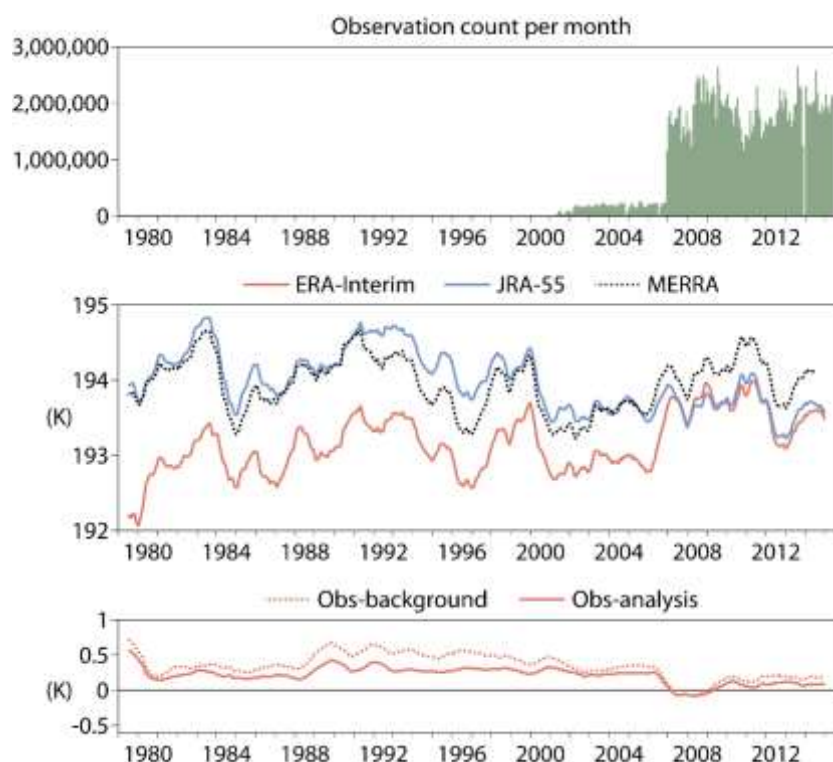 Observation count per month
3,000,000
2,000,000
1,000,000
0
1980 1984 1988 1992 1996 2000 2004 2008 2012
ERA-Interim JRA-55 MERRA
195
194
(K)
193
192
1980 1984 1988 1992 1996 2000 2004 2008 2012
Obs-background Obs-analysis
1
0.5
(K) 0
-0.5
1980 1984 1988 1992 1996 2000 2004 2008 2012